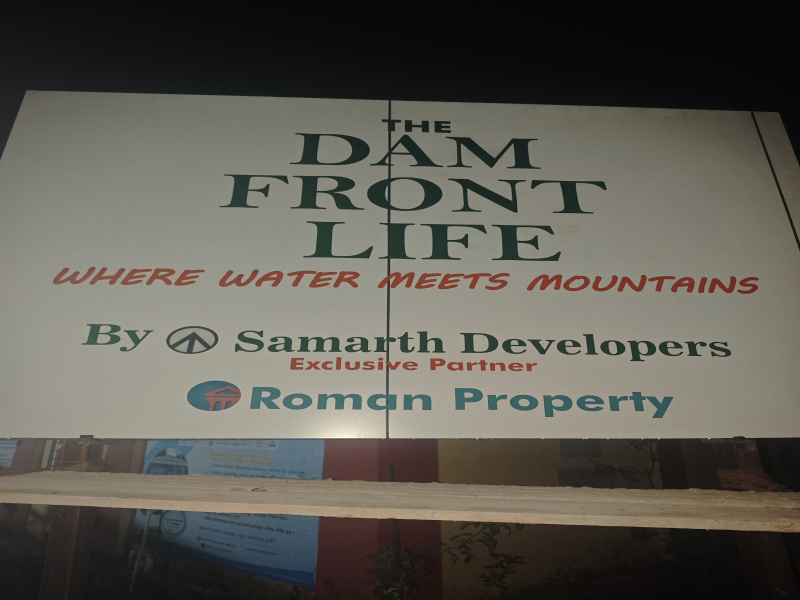 THE
DAM
FRONT
LIFE
WHERE WATER MEETS MOUNTAINS
By Samarth Developers
Exclusive Partner
Roman Property